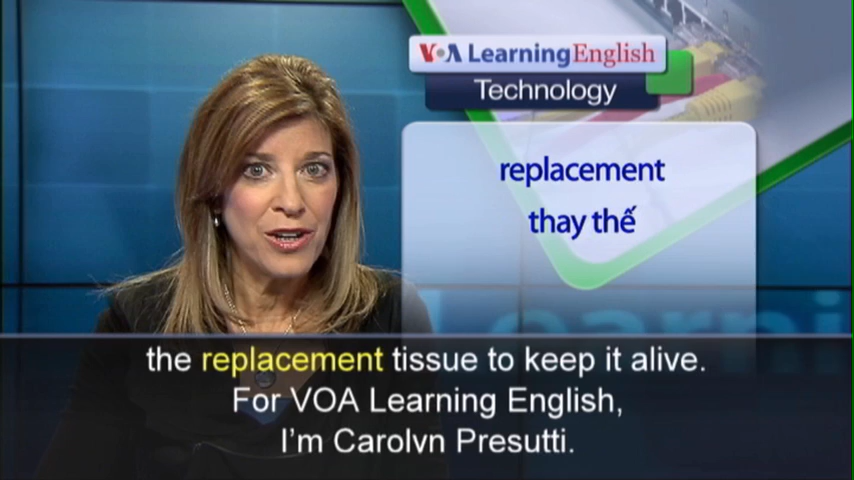 VOA Learning English
Technology
replacement
thay thế
the replacement tissue to keep it alive.
For VOA Learning English,
I'm Carolyn Presutti.